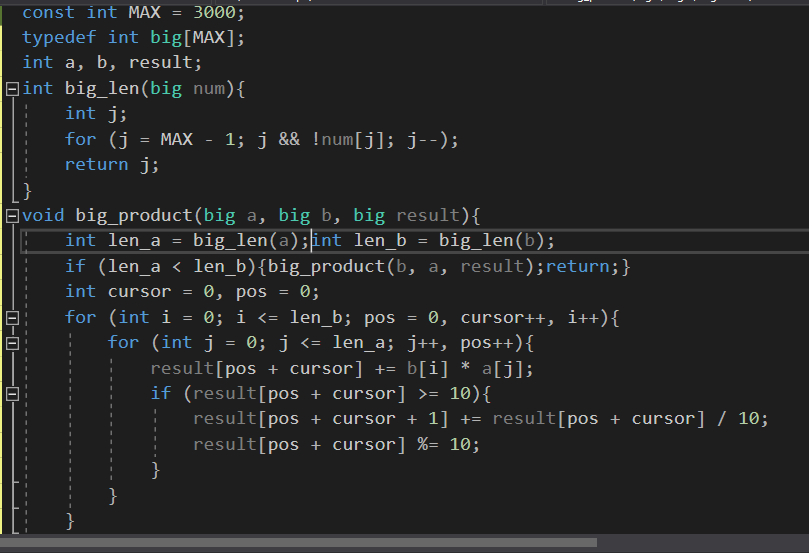 const int MAX = 3000;
typedef int big[MAX];
int a, b, result;
int big_len(big num){
    int j;
    for (j = MAX - 1; j && !num[j]; j--);
    return j;
}
void big_product(big a, big b, big result){
    int len_a = big_len(a);int len_b = big_len(b);
    if (len_a < len_b){big_product(b, a, result);return;}
    int cursor = 0, pos = 0;
    for (int i = 0; i <= len_b; pos = 0, cursor++, i++){
        for (int j = 0; j <= len_a; j++, pos++){
            result[pos + cursor] += b[i] * a[j];
            if (result[pos + cursor] >= 10){
                result[pos + cursor + 1] += result[pos + cursor] / 10;
                result[pos + cursor] %= 10;
            }
        }
    }